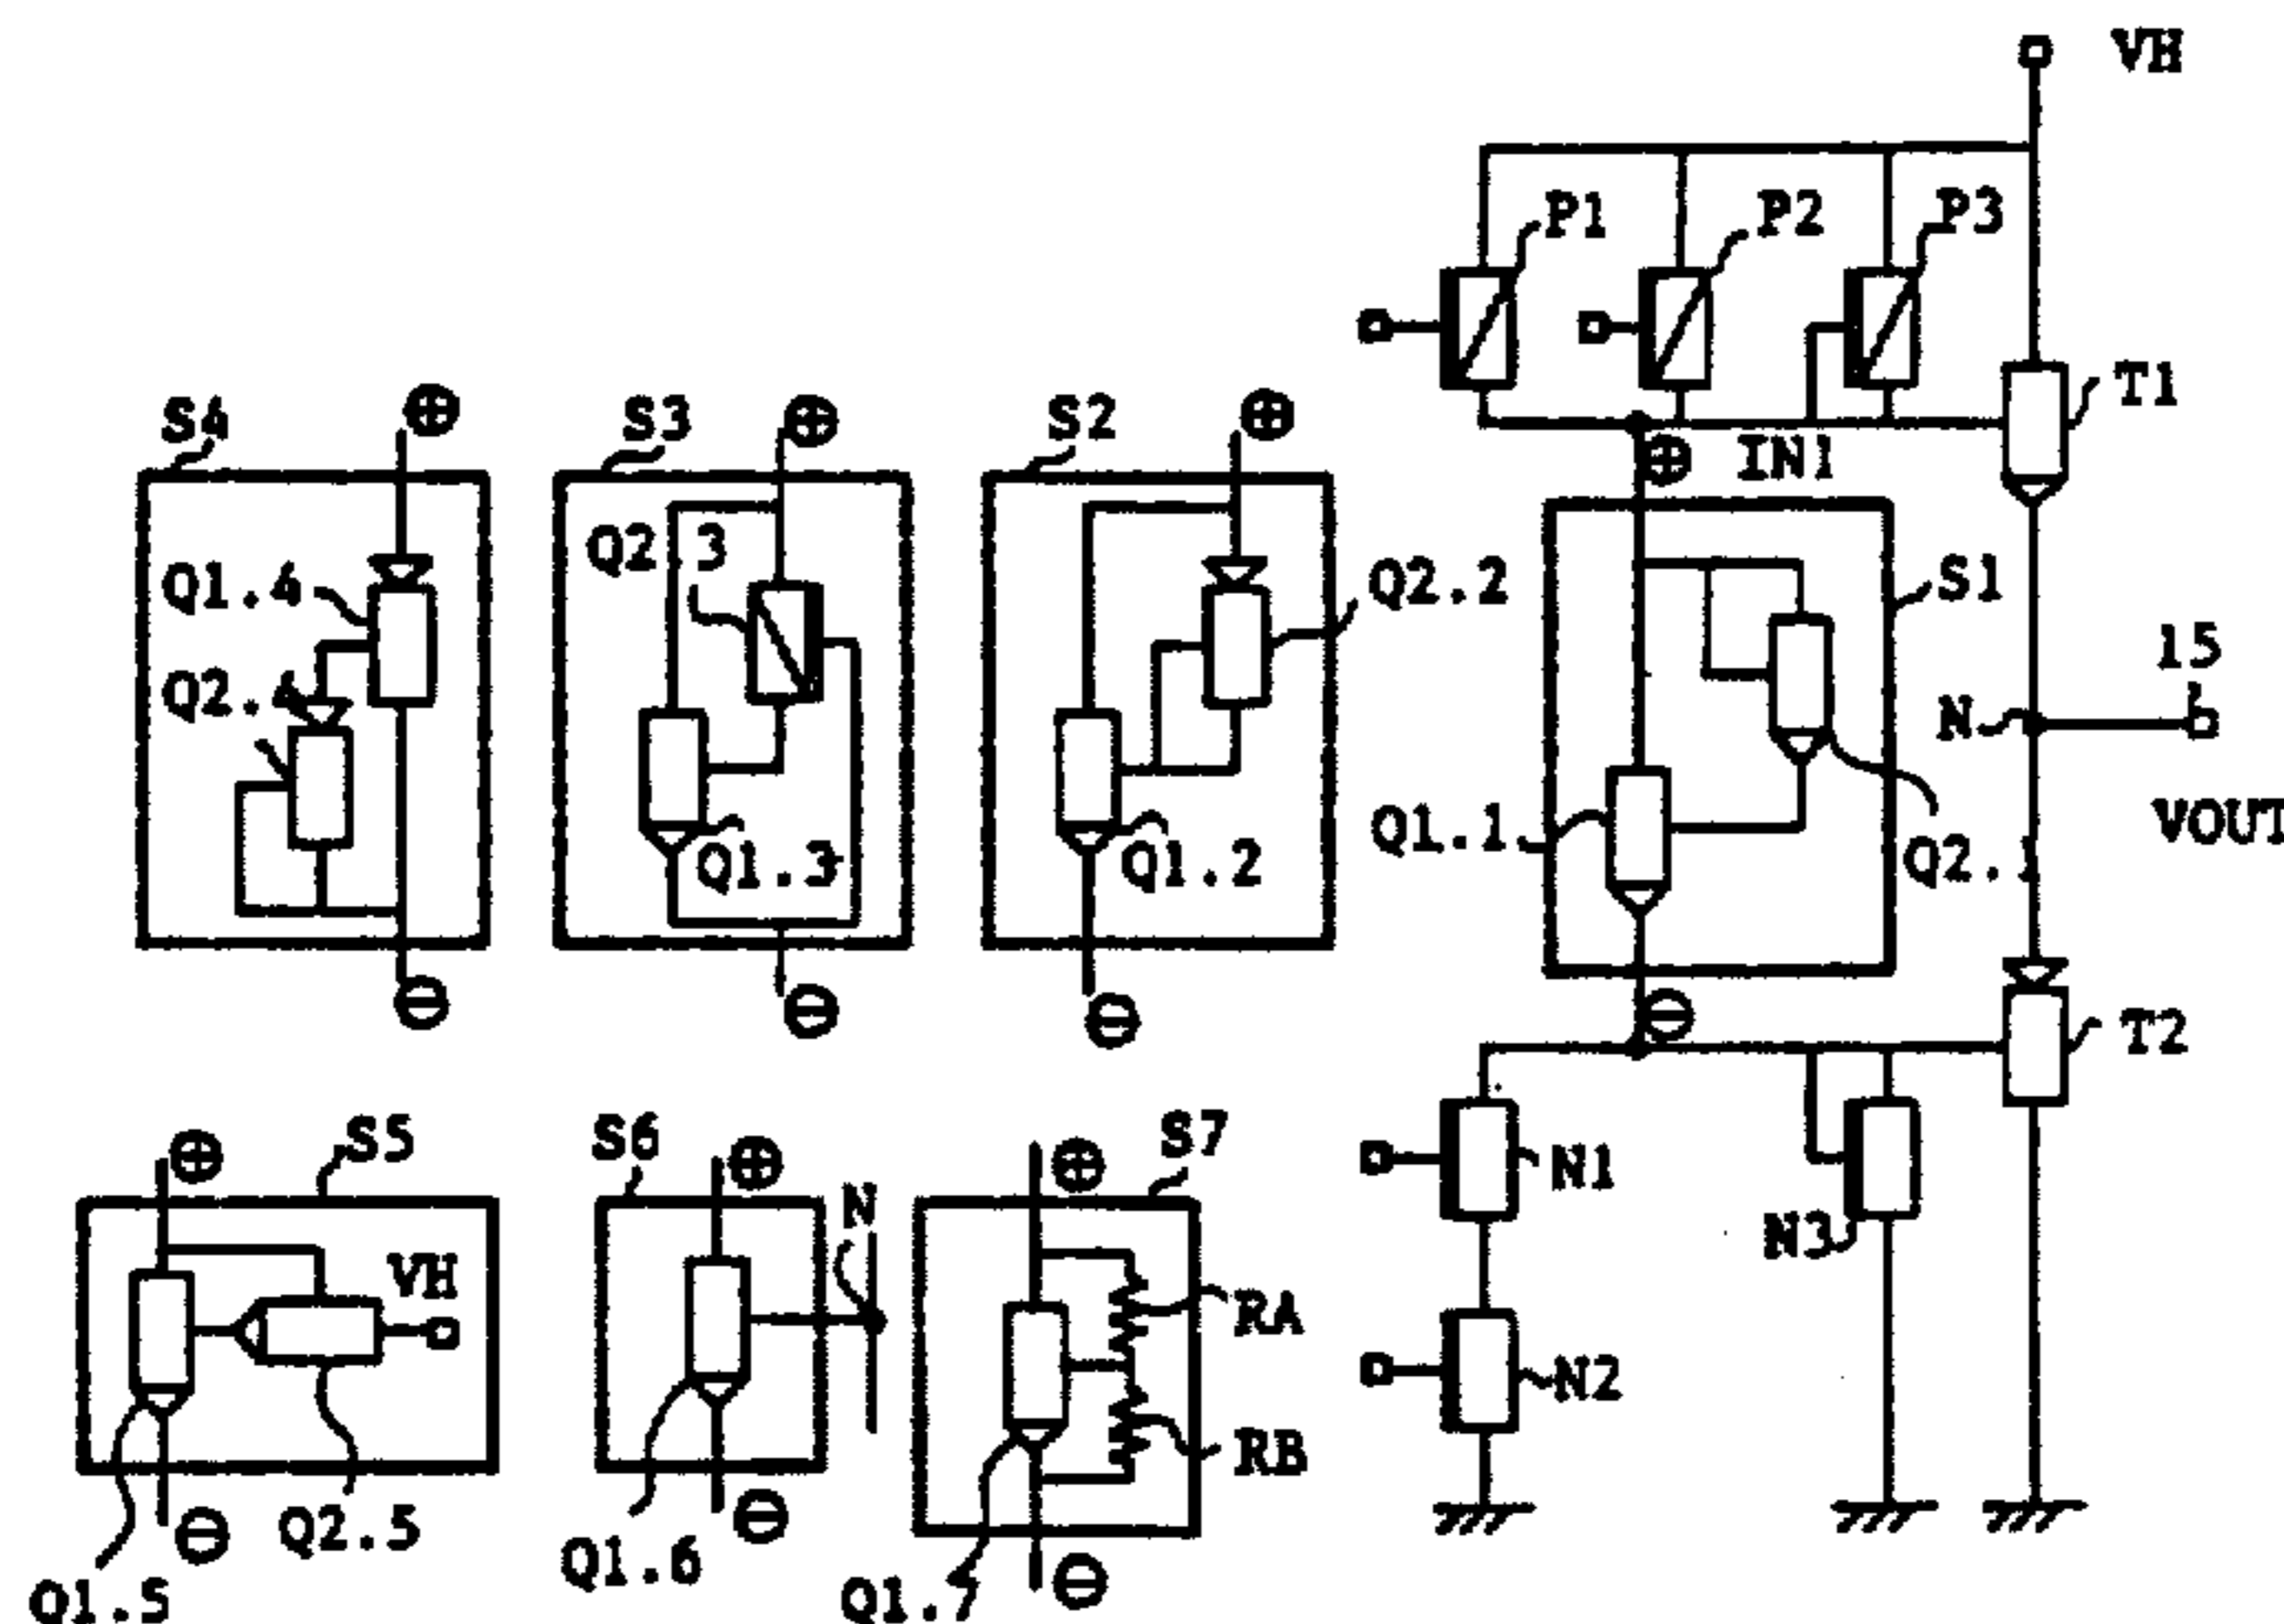 VH
P1
P2
P3
T1
S4
S3
S2
IN1
Q1.4
Q2.3
Q2.2
S1
Q2.4
15
N
Q1.3
Q1.2
Q1.1
Q2.1
VOUT
T2
S5
S6
S7
N
VH
RA
N1
N3
RB
N2
Q2.5
Q1.6
Q1.7
Q1.5